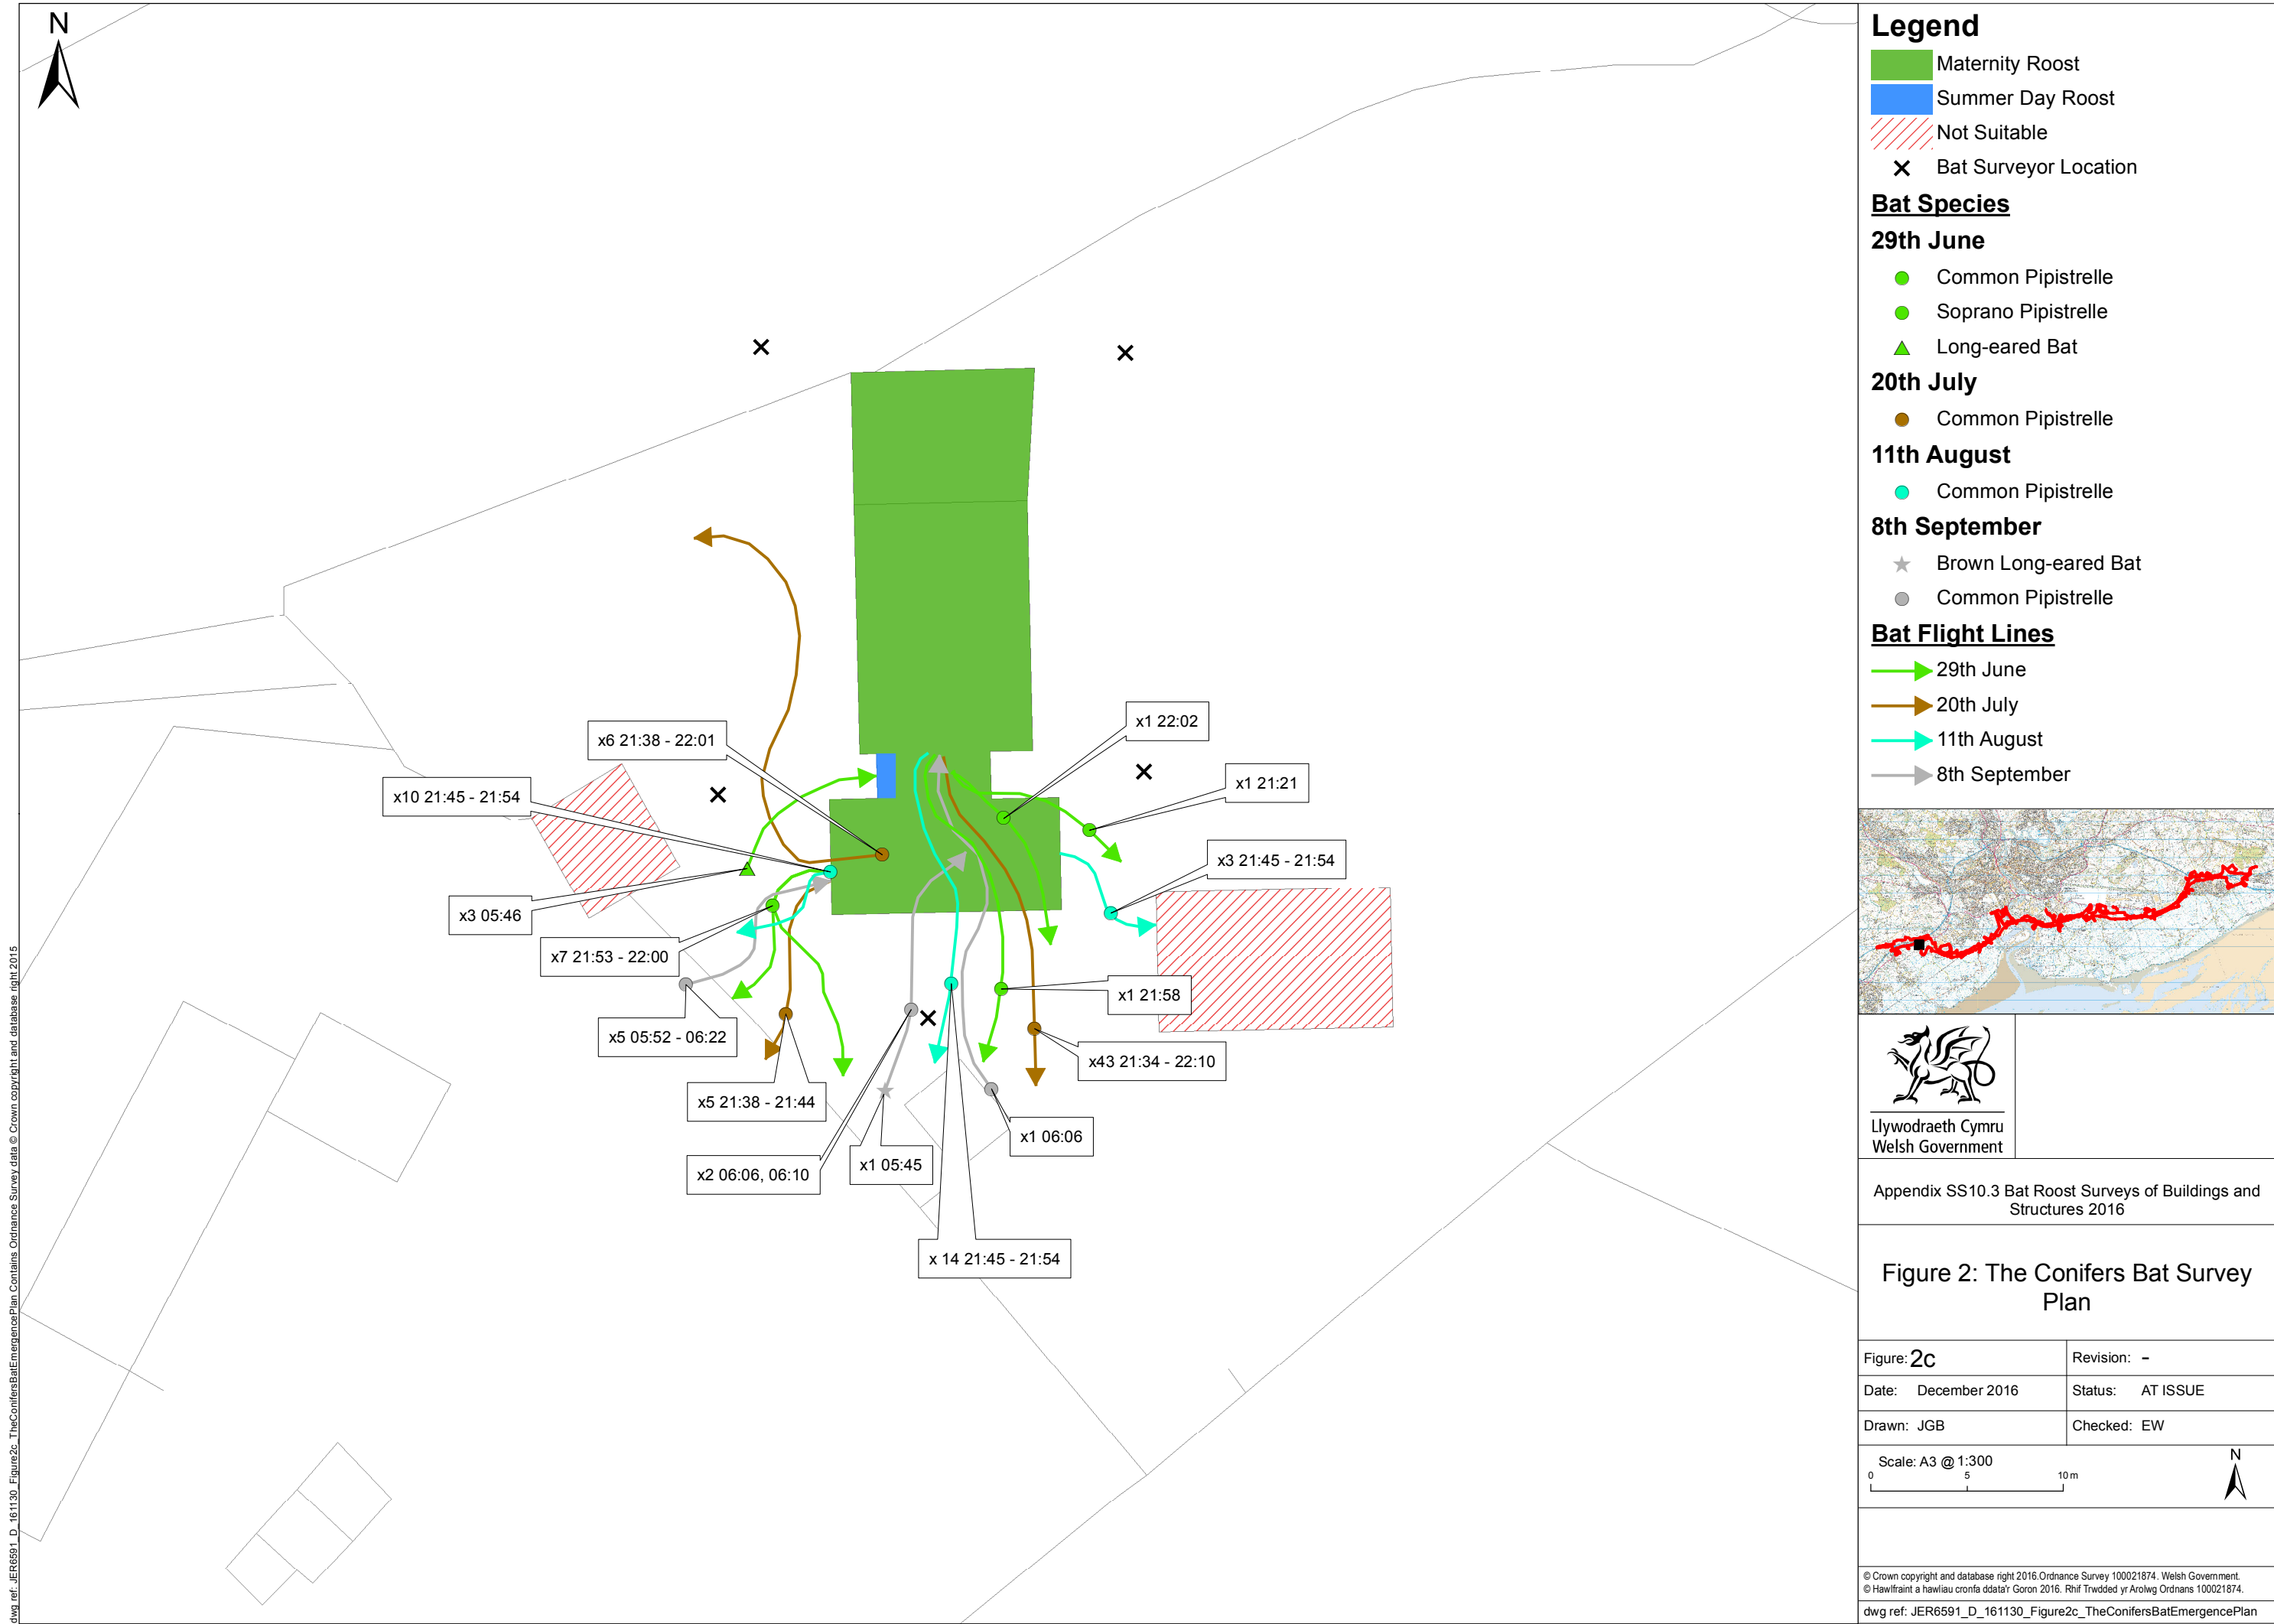 N
x6 21:38 - 22:01
x1 22:02
x10 21:45 - 21:54
x1 21:21
x3 21:45 - 21:54
x3 05:46
x7 21:53 - 22:00
x1 21:58
x5 05:52 - 06:22
x43 21:34 - 22:10
x5 21:38 - 21:44
x1 06:06
x2 06:06, 06:10
x1 05:45
x 14 21:45 - 21:54
dwg ref: JER6591_D_161130_Figure2c_TheConifersBatEmergencePlan Contains Ordnance Survey data © Crown copyright and database right 2015
Legend
Maternity Roost
Summer Day Roost
Not Suitable
Bat Surveyor Location
Bat Species
29th June
Common Pipistrelle
Soprano Pipistrelle
Long-eared Bat
20th July
Common Pipistrelle
11th August
Common Pipistrelle
8th September
Brown Long-eared Bat
Common Pipistrelle
Bat Flight Lines
29th June
20th July
11th August
8th September
Llywodraeth Cymru
Welsh Government
Appendix SS10.3 Bat Roost Surveys of Buildings and
Structures 2016
Figure 2: The Conifers Bat Survey
Plan
Figure: 2c
Revision: -
Date: December 2016
Status: AT ISSUE
Drawn: JGB
Checked: EW
Scale: A3 @ 1:300
0 5 10 m
N
© Crown copyright and database right 2016.Ordnance Survey 100021874. Welsh Government.
© Hawlfraint a hawliau cronfa ddata'r Goron 2016. Rhif Trwdded yr Arolwg Ordnans 100021874.
dwg ref: JER6591_D_161130_Figure2c_TheConifersBatEmergencePlan